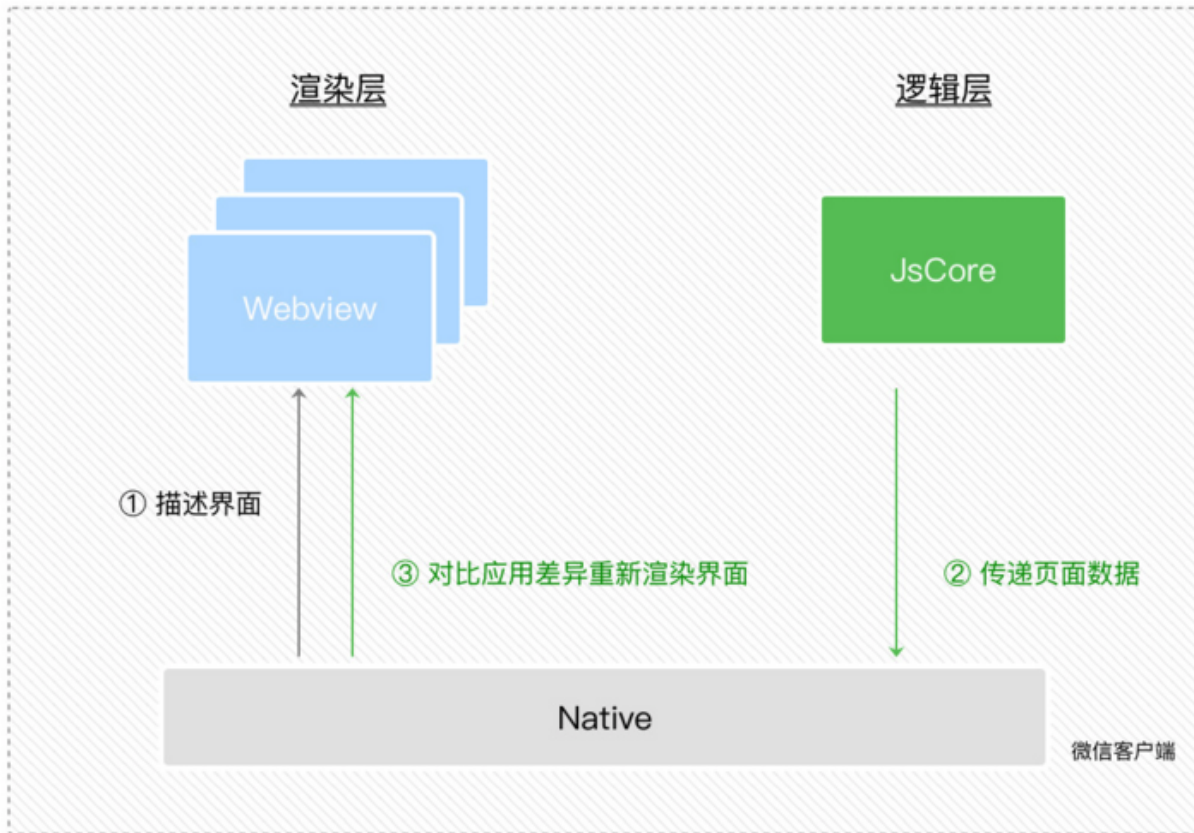 渲染层
逻辑层
Webview
JsCore
① 描述界面
③ 对比应用差异重新渲染界面
② 传递页面数据
Native
微信客户端